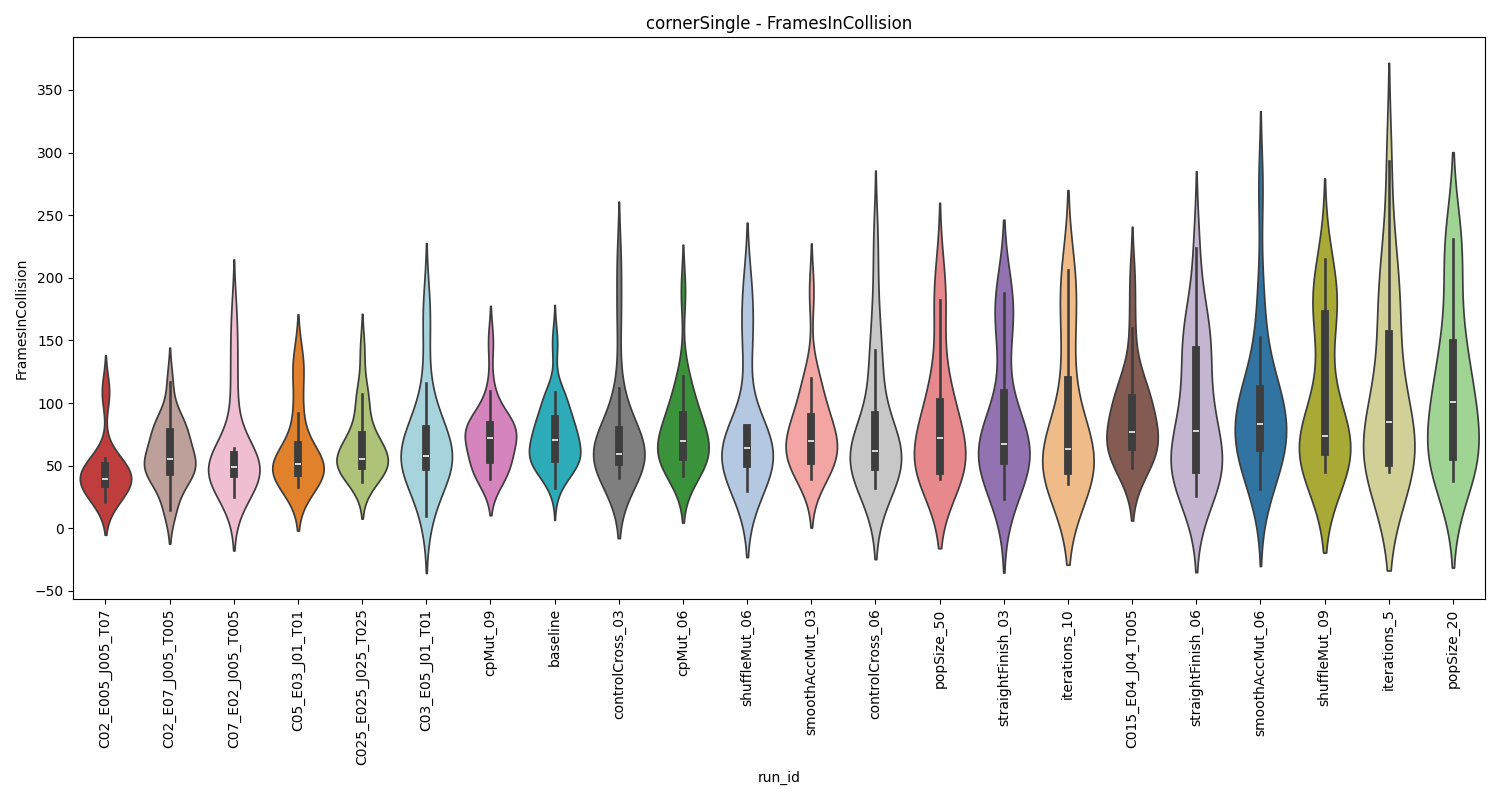 cornerSingle - FramesInCollision
FramesInCollision
350
300
250
200
150
100
50
0
−50
C02_E005_J005_T07
C02_E07_J005_T005
C07_E02_J005_T005
C05_E03_J01_T01
C025_E025_J025_T025
C03_E05_J01_T01
cpMut_09
baseline
controlCross_03
cpMut_06
shuffleMut_06
smoothAccMut_03
controlCross_06
popSize_50
straightFinish_03
iterations_10
C015_E04_J04_T005
straightFinish_06
smoothAccMut_06
shuffleMut_09
iterations_5
popSize_20
run_id